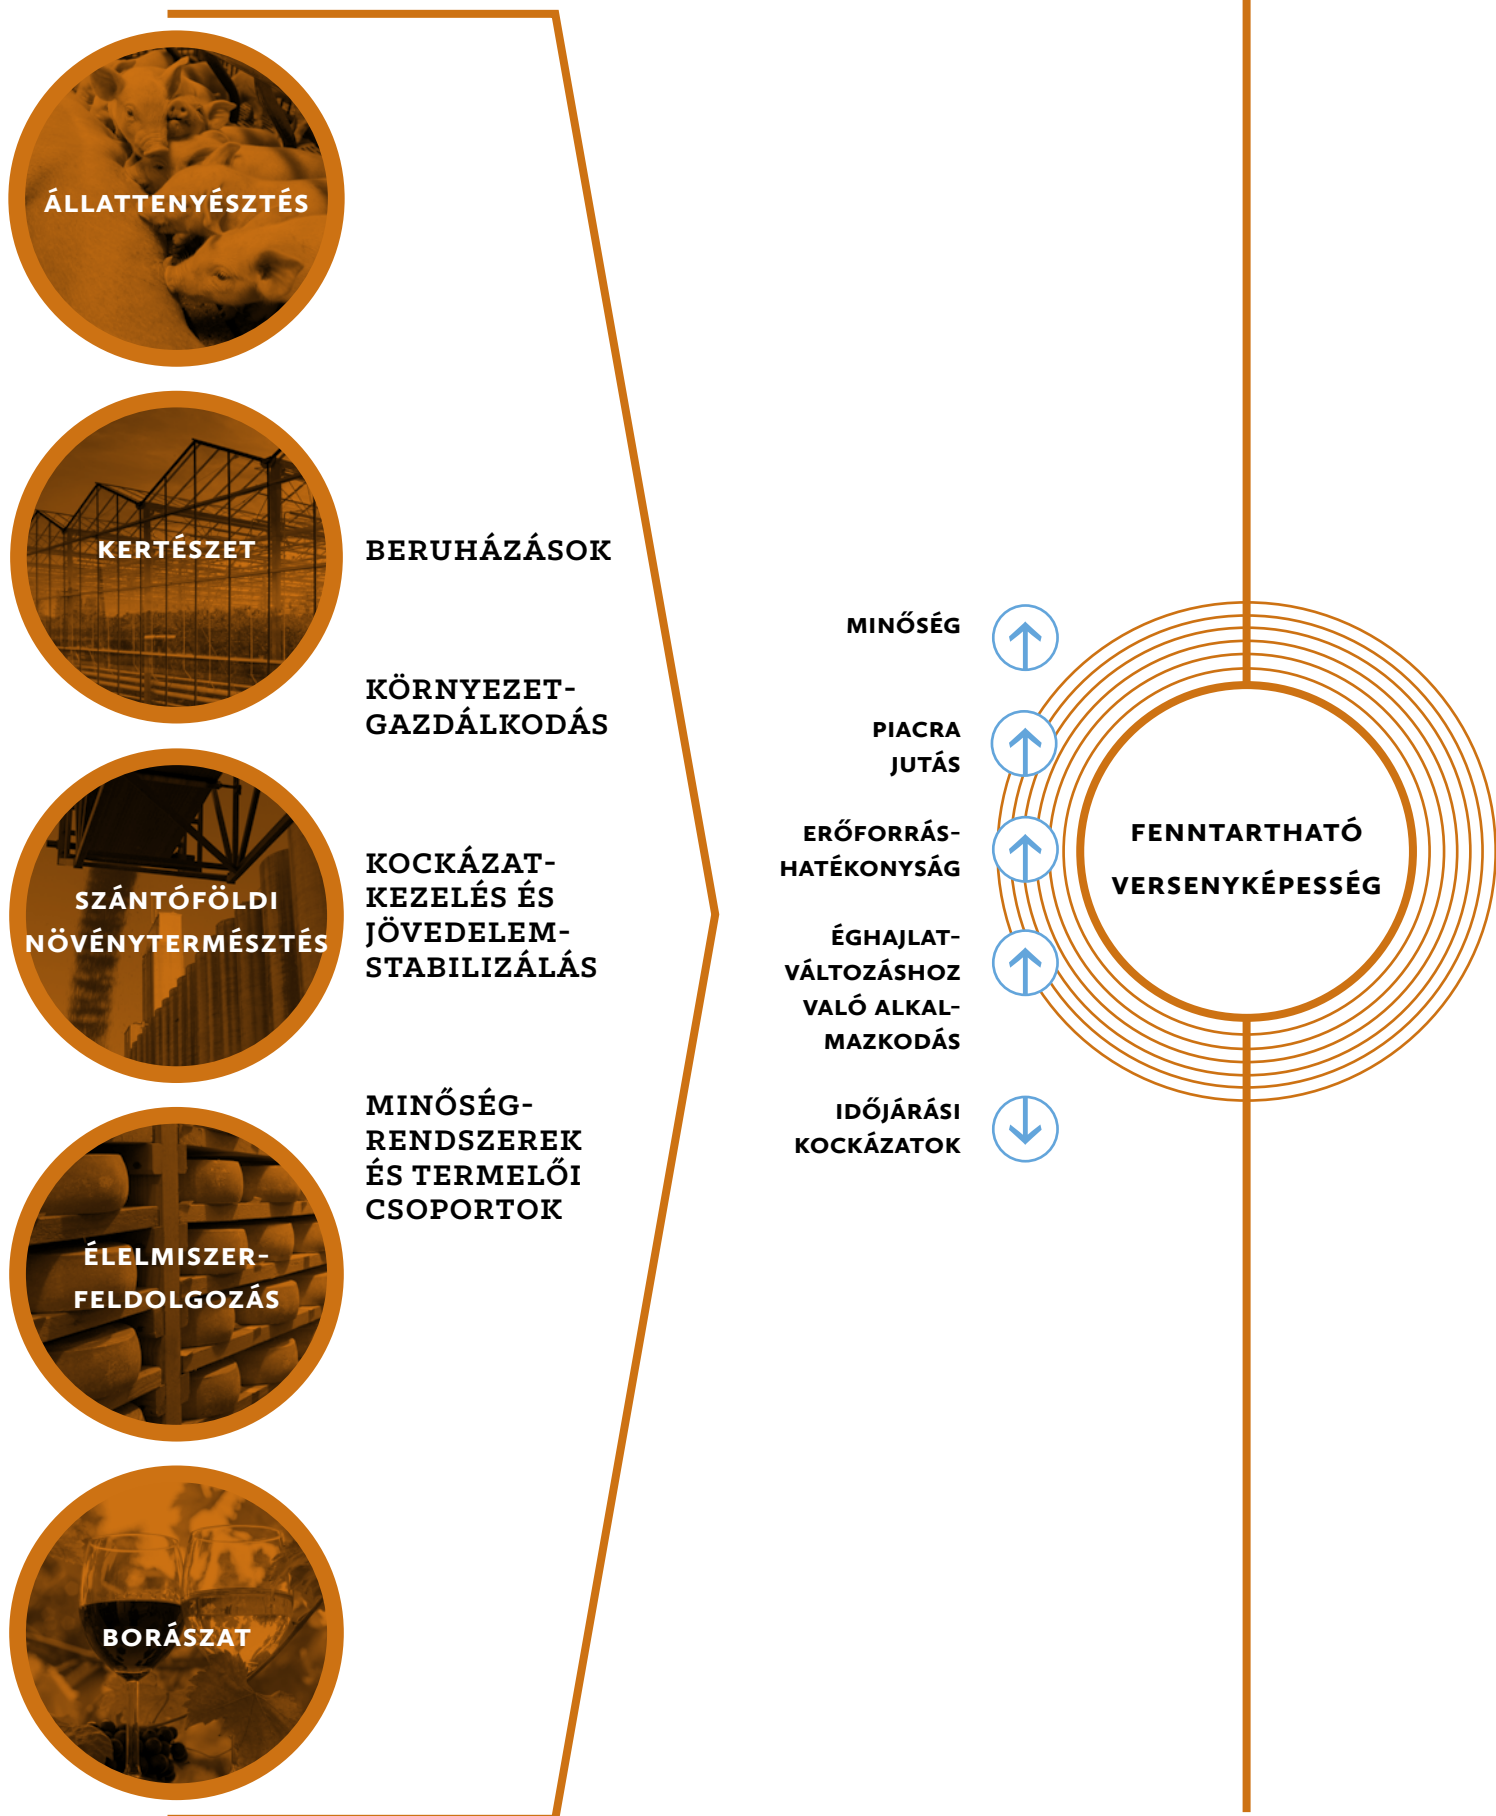 ÁLLATTENYÉSZTÉS
KERTÉSZET
SZÁNTÓFÖLDI
NÖVÉNYTERMÉSZTÉS
ÉLELMISZER-
FELDOLGOZÁS
BORÁSZAT
BERUHÁZÁSOK
KÖRNYEZET-
GAZDÁLKODÁS
KOCKÁZAT-
KEZELÉS ÉS
JÖVEDELEM-
STABILIZÁLÁS
MINŐSÉG-
RENDSZEREK
ÉS TERMELŐI
CSOPORTOK
MINŐSÉG
PIACRA
JUTÁS
ERŐFORRÁS-
HATÉKONYSÁG
ÉGHAJLAT-
VÁLTOZÁSHOZ
VALÓ ALKAL-
MAZKODÁS
IDŐJÁRÁSI
KOCKÁZATOK
FENNTARTHATÓ
VERSENYKÉPESSÉG